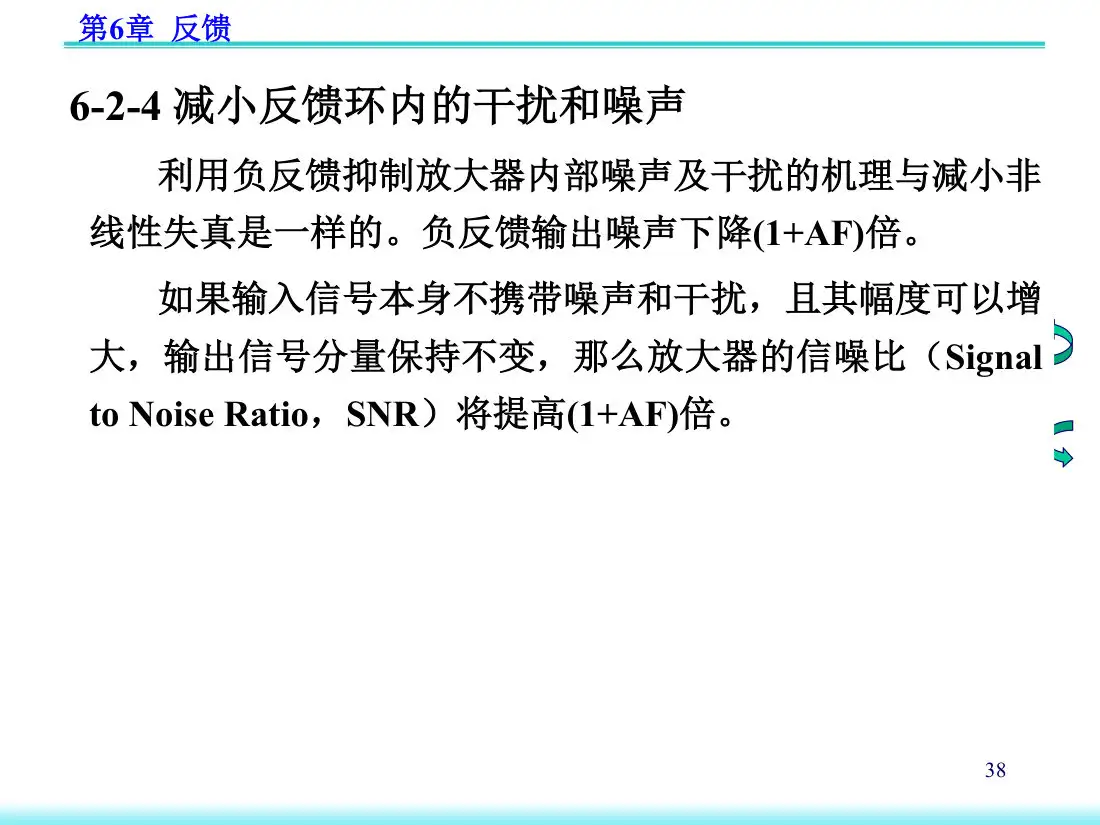 第6章 反馈
6-2-4 减小反馈环内的干扰和噪声
利用负反馈抑制放大器内部噪声及干扰的机理与减小非
线性失真是一样的。负反馈输出噪声下降(1+AF)倍。
如果输入信号本身不携带噪声和干扰，且其幅度可以增
大，输出信号分量保持不变，那么放大器的信噪比（Signal
to Noise Ratio，SNR）将提高(1+AF)倍。
38